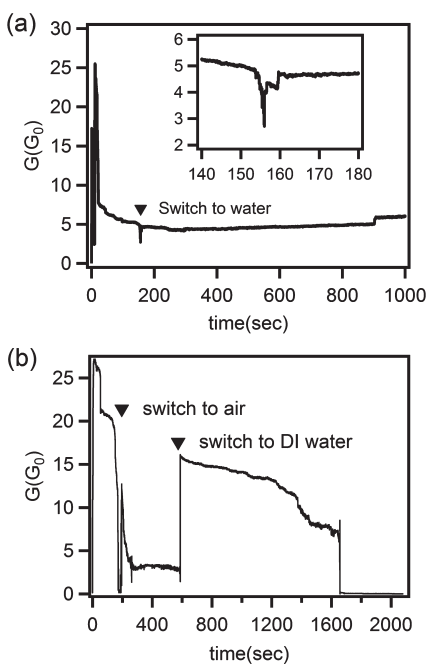 (a)
30
25
20
15
10
5
0
G(G₀)
6
5
4
3
2
140 150 160 170 180
▼ Switch to water
0 200 400 600 800 1000
time(sec)
(b)
25
20
15
10
5
0
G(G₀)
▼ switch to air
▼ switch to DI water
0 400 800 1200 1600 2000
time(sec)